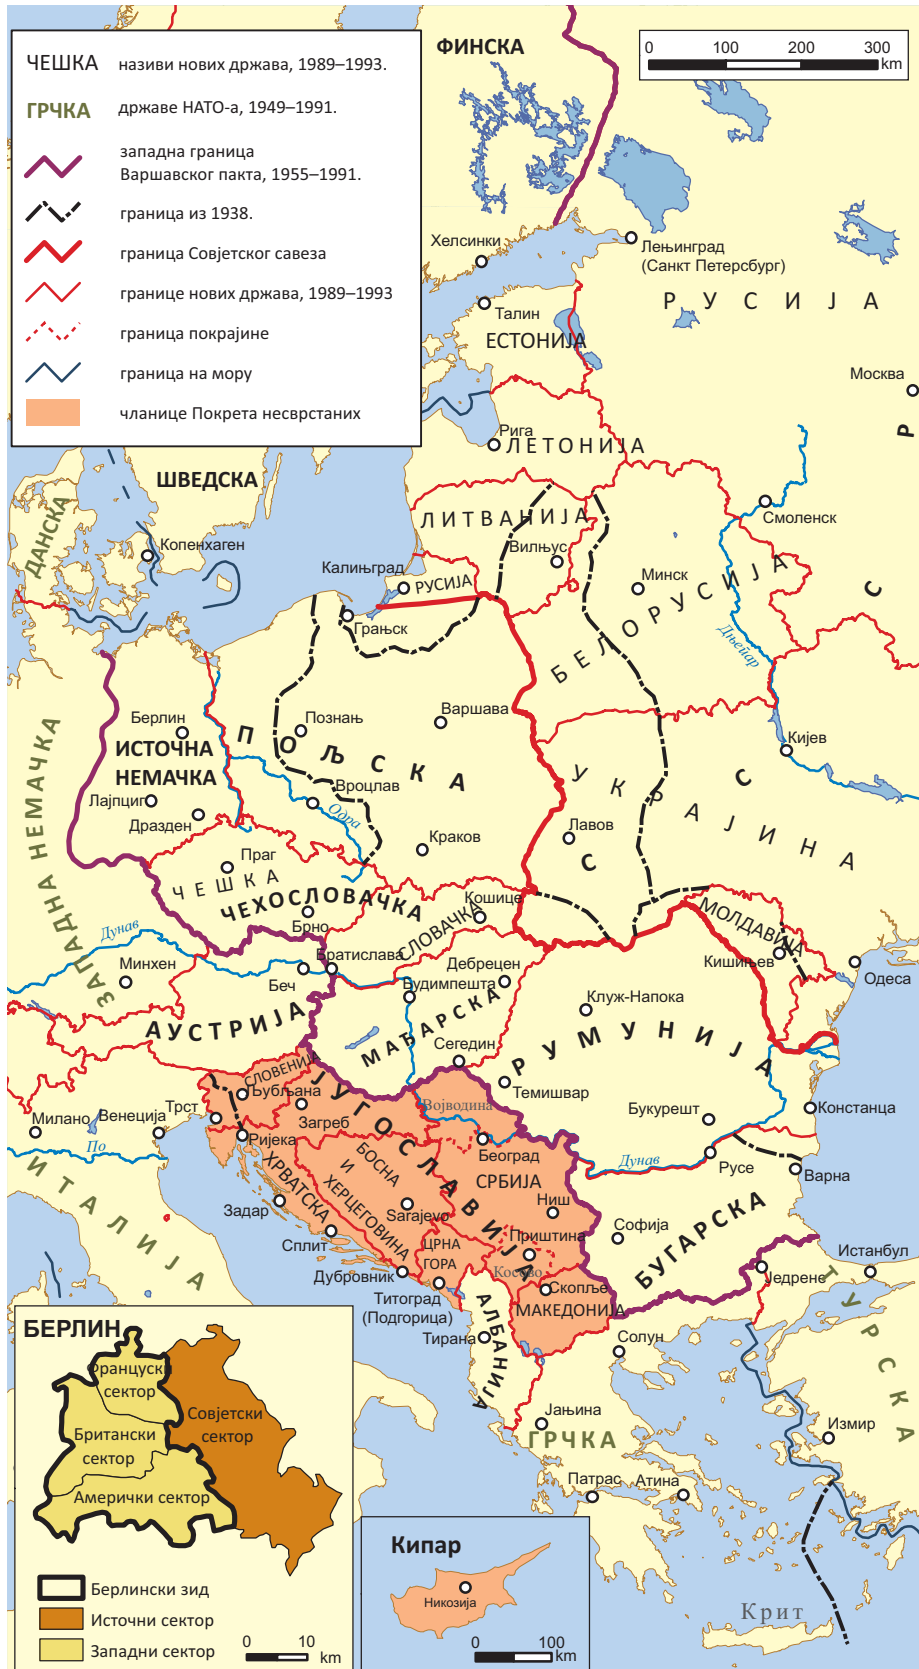 ЧЕШКА називи нових држава, 1989–1993.
ГРЧКА државе НАТО-а, 1949–1991.
западна граница
Варшавског пакта, 1955–1991.
граница из 1938.
граница Совјетског савеза
границе нових држава, 1989–1993
граница покрајине
граница на мору
чланице Покрета несврстаних
0 100 200 300
km
ФИНСКА
Хелсинки
Лењинград
(Санкт Петерсбург)
РУСИЈА
Талин
ЕСТОНИЈА
Москва
Р
Рига
ЛЕТОНИЈА
ШВЕДСКА
ДАНСКА
Копенхаген
ЛИТВАНИЈА
Смоленск
Вилњус
Калињград
РУСИЈА
Минск
БЕЛОРУСИЈА
С
Грањск
Дњепар
ЗАПАДНА НЕМАЧКА
Берлин
Познањ
Варшава
Кијев
ИСТОЧНА
НЕМАЧКА
ПОЉСКА
С
Лајпциг
Вроцлав
Одра
УКРАЈИНА
Дразден
Краков
Лавов
С
Праг
ЧЕШКА
ЧЕХОСЛОВАЧКА
Кошице
СЛОВАЧКА
Брно
МОЛДАВИЈА
Дунав
Братислава
Минхен
Беч
Дебрецен
Будимпешта
Кишињев
Одеса
АУСТРИЈА
МАЂАРСКА
Клуж-Напока
РУМУНИЈА
Сегедин
СЛОВЕНИЈА
Љубљана
Темишвар
ЈУГОСЛАВИЈА
Војводина
Милано
Венеција
Трст
Загреб
Букурешт
Констанца
По
Ријека
Београд
Дунав
Русе
Варна
БОСНА
И
ХЕРЦЕГОВИНА
СРБИЈА
ИТАЛИЈА
ХРВАТСКА
Задар
Sarajevo
Ниш
Сплит
Софија
БУГАРСКА
ЦРНА
ГОРА
Приштина
Косово
Истанбул
Дубровник
Једрене
Титоград
(Подгорица)
Скопље
МАКЕДОНИЈА
ТУРСКА
АЛБАНИЈА
Тирана
Солун
Јањина
ГРЧКА
Измир
Патрас
Атина
Крит
БЕРЛИН
Француски
сектор
Совјетски
сектор
Британски
сектор
Амерички сектор
Берлински зид
Источни сектор
Западни сектор
0 10
km
Кипар
Никозија
0 100
km